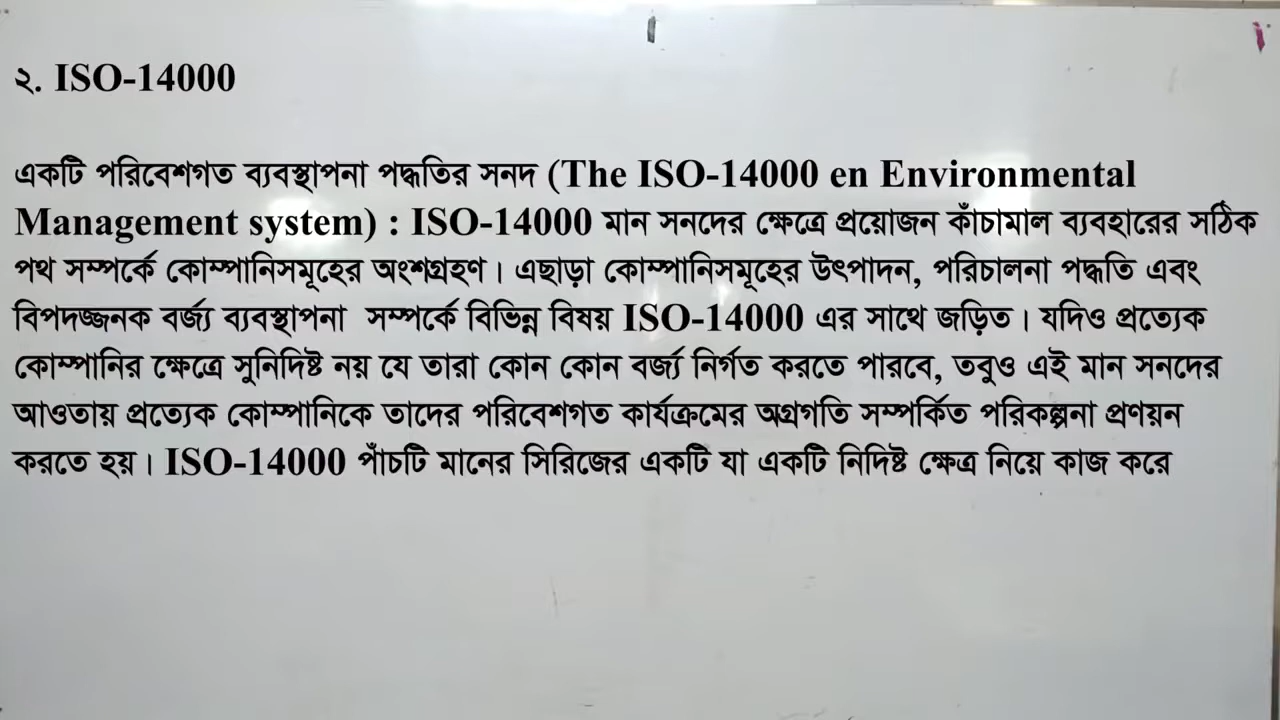 ২. ISO-14000
একটি পরিবেশগত ব্যবস্থাপনা পদ্ধতির সনদ (The ISO-14000 en Environmental
Management system) : ISO-14000 মান সনদের ক্ষেত্রে প্রয়োজন কাঁচামাল ব্যবহারের সঠিক
পথ সম্পর্কে কোম্পানিসমূহের অংশগ্রহণ। এছাড়া কোম্পানিসমূহের উৎপাদন, পরিচালনা পদ্ধতি এবং
বিপদজ্জনক বর্জ্য ব্যবস্থাপনা সম্পর্কে বিভিন্ন বিষয় ISO-14000 এর সাথে জড়িত। যদিও প্রত্যেক
কোম্পানির ক্ষেত্রে সুনিদিষ্ট নয় যে তারা কোন কোন বর্জ্য নির্গত করতে পারবে, তবুও এই মান সনদের
আওতায় প্রত্যেক কোম্পানিকে তাদের পরিবেশগত কার্যক্রমের অগ্রগতি সম্পর্কিত পরিকল্পনা প্রণয়ন
করতে হয়। ISO-14000 পাঁচটি মানের সিরিজের একটি যা একটি নিদিষ্ট ক্ষেত্র নিয়ে কাজ করে